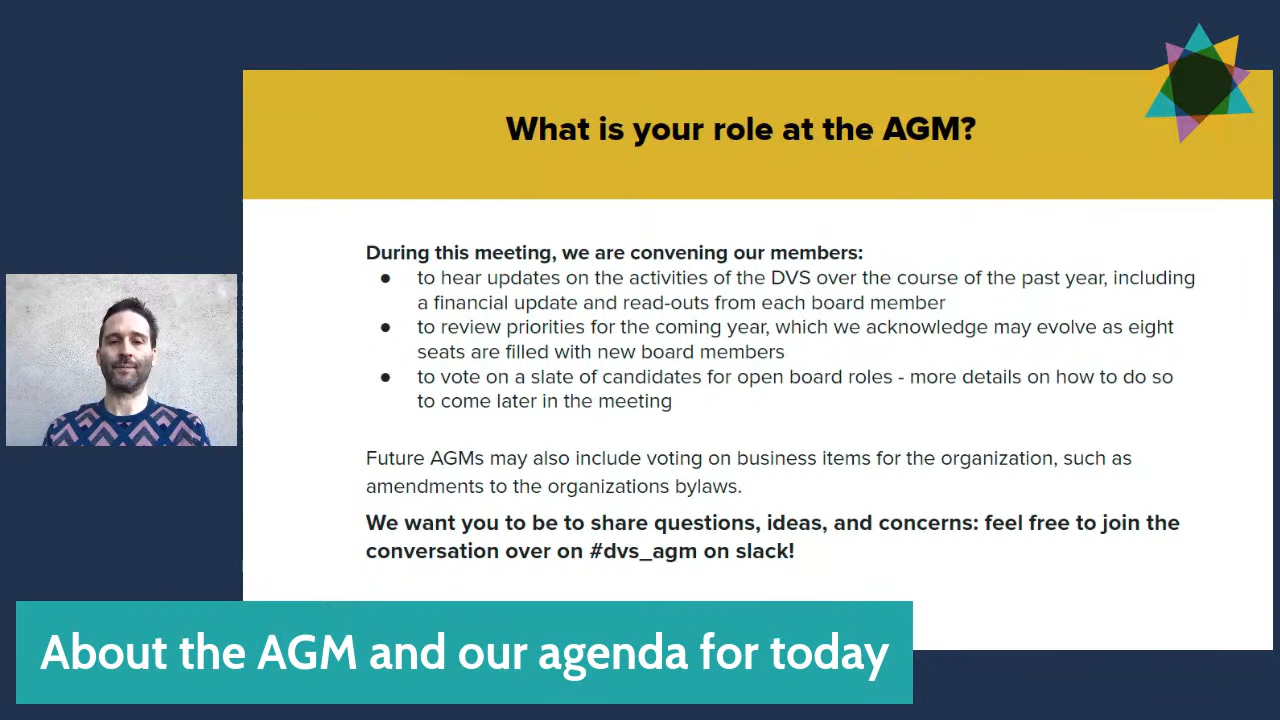 What is your role at the AGM?
During this meeting, we are convening our members:
● to hear updates on the activities of the DVS over the course of the past year, including
a financial update and read-outs from each board member
● to review priorities for the coming year, which we acknowledge may evolve as eight
seats are filled with new board members
● to vote on a slate of candidates for open board roles - more details on how to do so
to come later in the meeting
Future AGMs may also include voting on business items for the organization, such as
amendments to the organizations bylaws.
We want you to be to share questions, ideas, and concerns: feel free to join the
conversation over on #dvs_agm on slack!
About the AGM and our agenda for today